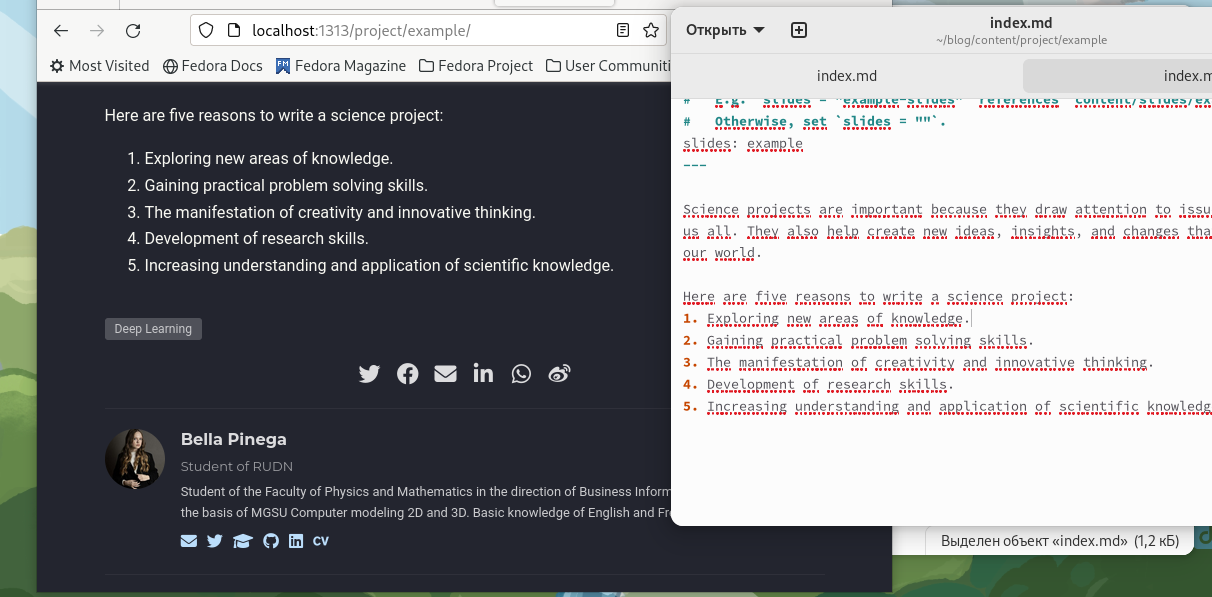 localhost:1313/project/example/
Most Visited Fedora Docs Fedora Magazine Fedora Project User Communiti
Here are five reasons to write a science project:
1. Exploring new areas of knowledge.
2. Gaining practical problem solving skills.
3. The manifestation of creativity and innovative thinking.
4. Development of research skills.
5. Increasing understanding and application of scientific knowledge.
Deep Learning
Bella Pinega
Student of RUDN
Student of the Faculty of Physics and Mathematics in the direction of Business Inform
the basis of MGSU Computer modeling 2D and 3D. Basic knowledge of English and Fre
CV
Открыть
index.md
~/blog/content/project/example
index.md
index.m
# E.g. `slides = "example-slides"` references `content/slides/ex
# Otherwise, set `slides = ""`.
slides: example
---
Science projects are important because they draw attention to issu
us all. They also help create new ideas, insights, and changes tha
our world.
Here are five reasons to write a science project:
1. Exploring new areas of knowledge.
2. Gaining practical problem solving skills.
3. The manifestation of creativity and innovative thinking.
4. Development of research skills.
5. Increasing understanding and application of scientific knowledg
Выделен объект «index.md» (1,2 кБ)